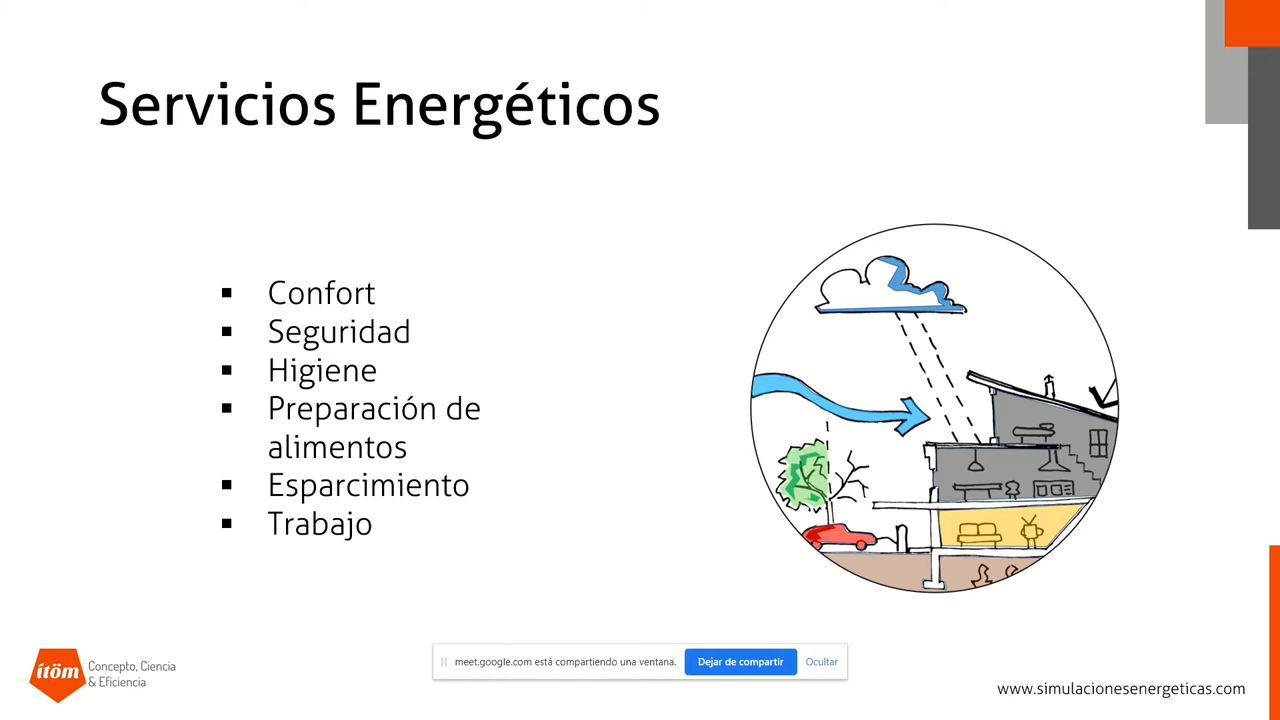 Servicios Energéticos
Confort
Seguridad
Higiene
Preparación de
alimentos
Esparcimiento
Trabajo
ítöm
Concepto, Ciencia
& Eficiencia
meet.google.com está compartiendo una ventana.
Dejar de compartir
Ocultar
www.simulacionesenergeticas.com